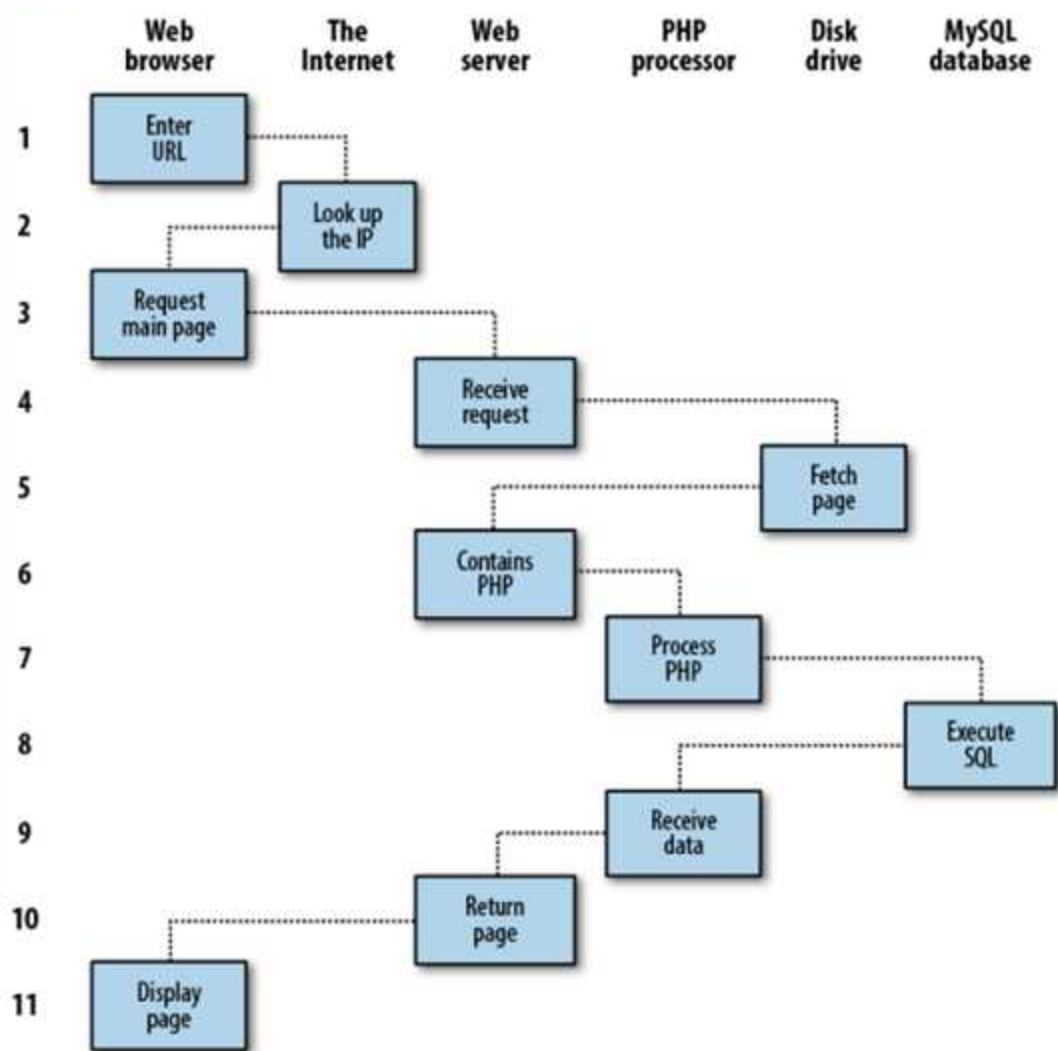 Web The Web PHP Disk MySQL
browser Internet server processor drive database
1
Enter
URL
2
Look up
the IP
3
Request
main page
4
Receive
request
5
Fetch
page
6
Contains
PHP
7
Process
PHP
8
Execute
SQL
9
Receive
data
10
Return
page
11
Display
page